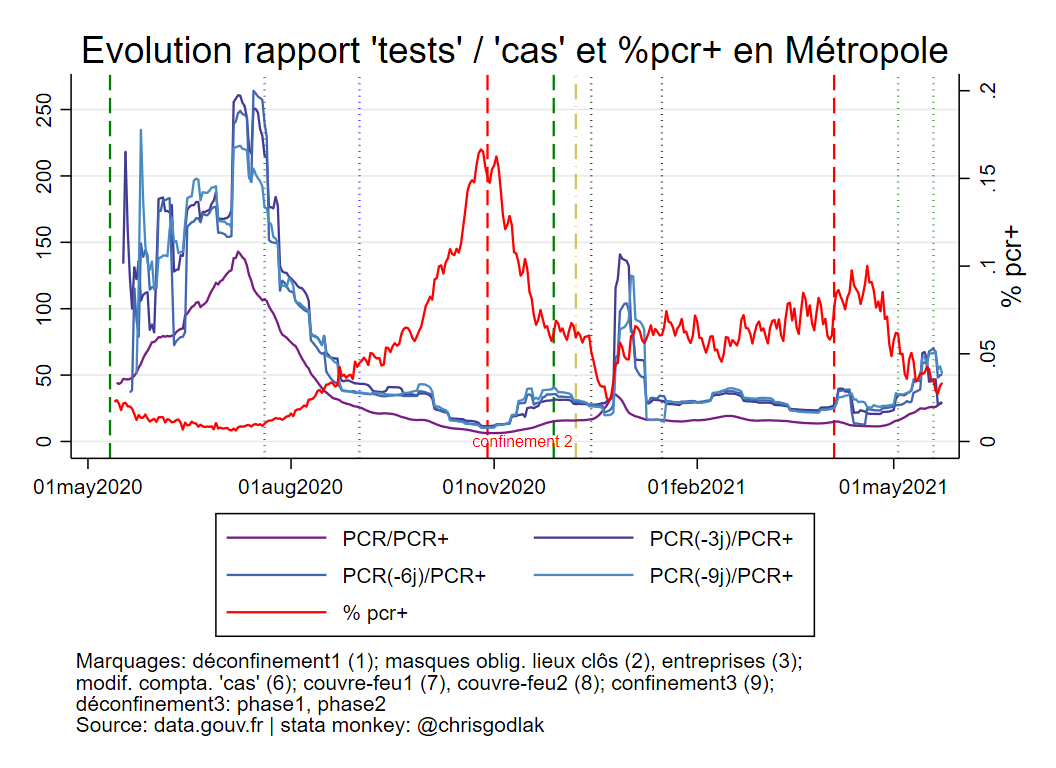 Evolution rapport 'tests' / 'cas' et %pcr+ en Métropole
250
200
150
100
50
0
.2
.15
.1
.05
0
% pcr+
confinement 2
01may2020
01aug2020
01nov2020
01feb2021
01may2021
PCR/PCR+
PCR(-3j)/PCR+
PCR(-6j)/PCR+
PCR(-9j)/PCR+
% pcr+
Marquages: déconfinement1 (1); masques oblig. lieux clôs (2), entreprises (3);
modif. compta. 'cas' (6); couvre-feu1 (7), couvre-feu2 (8); confinement3 (9);
déconfinement3: phase1, phase2
Source: data.gouv.fr | stata monkey: @chrisgodlak